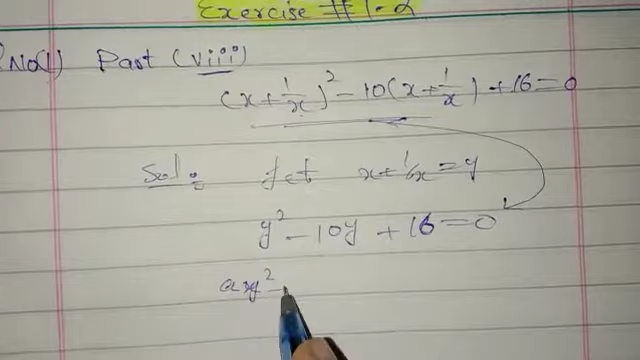 Exercise # 1.2
No(1) Part (viii)
(x+1/x)² - 10(x+1/x) + 16 = 0
Sol: let x+1/x = y
y² - 10y + 16 = 0